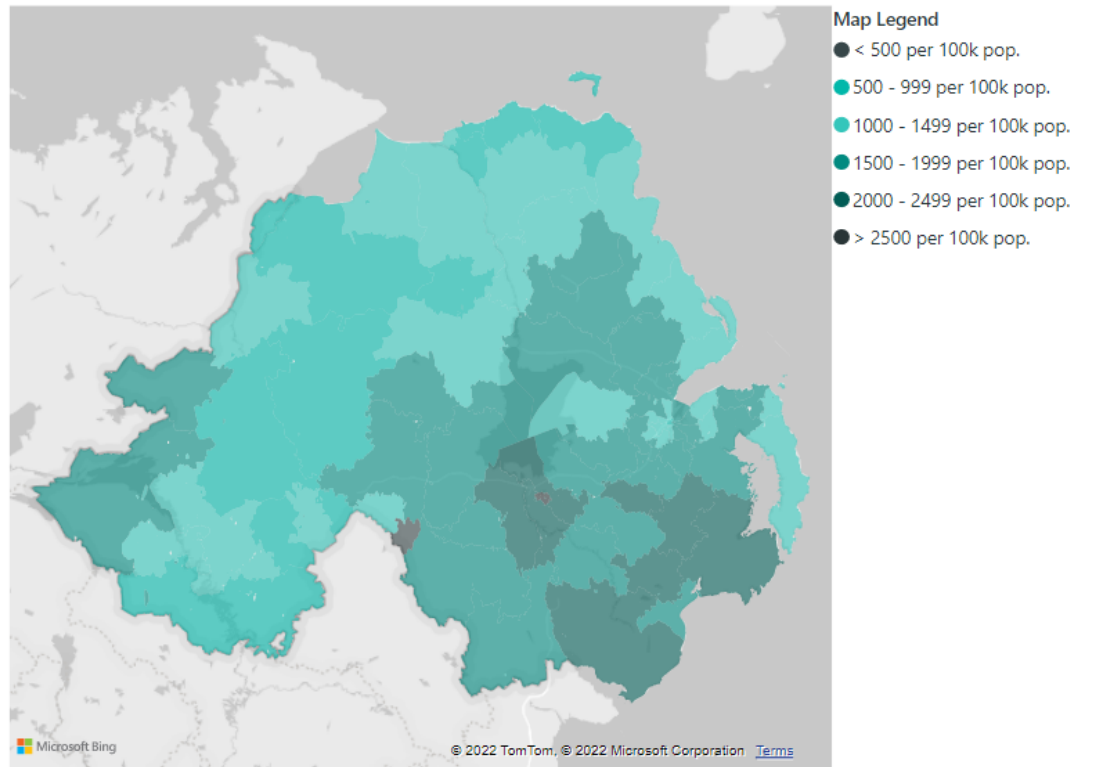 Map Legend
< 500 per 100k pop.
500 - 999 per 100k pop.
1000 - 1499 per 100k pop.
1500 - 1999 per 100k pop.
2000 - 2499 per 100k pop.
> 2500 per 100k pop.
Microsoft Bing
© 2022 TomTom, © 2022 Microsoft Corporation Terms